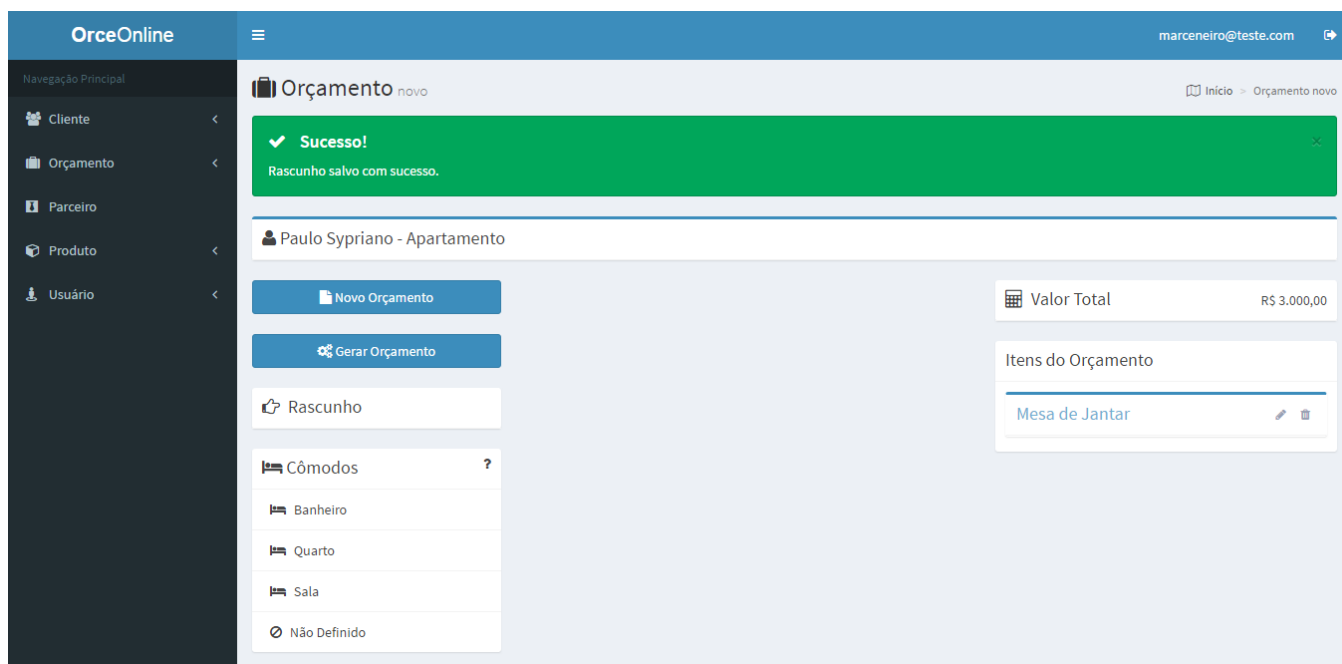 OrceOnline
marceneiro@teste.com
Navegação Principal
Cliente
Orçamento
Parceiro
Produto
Usuário
Orçamento novo
Início > Orçamento novo
Sucesso!
×
Rascunho salvo com sucesso.
Paulo Sypriano - Apartamento
Novo Orçamento
Gerar Orçamento
Rascunho
Cômodos ?
Banheiro
Quarto
Sala
Não Definido
Valor Total R$ 3.000,00
Itens do Orçamento
Mesa de Jantar